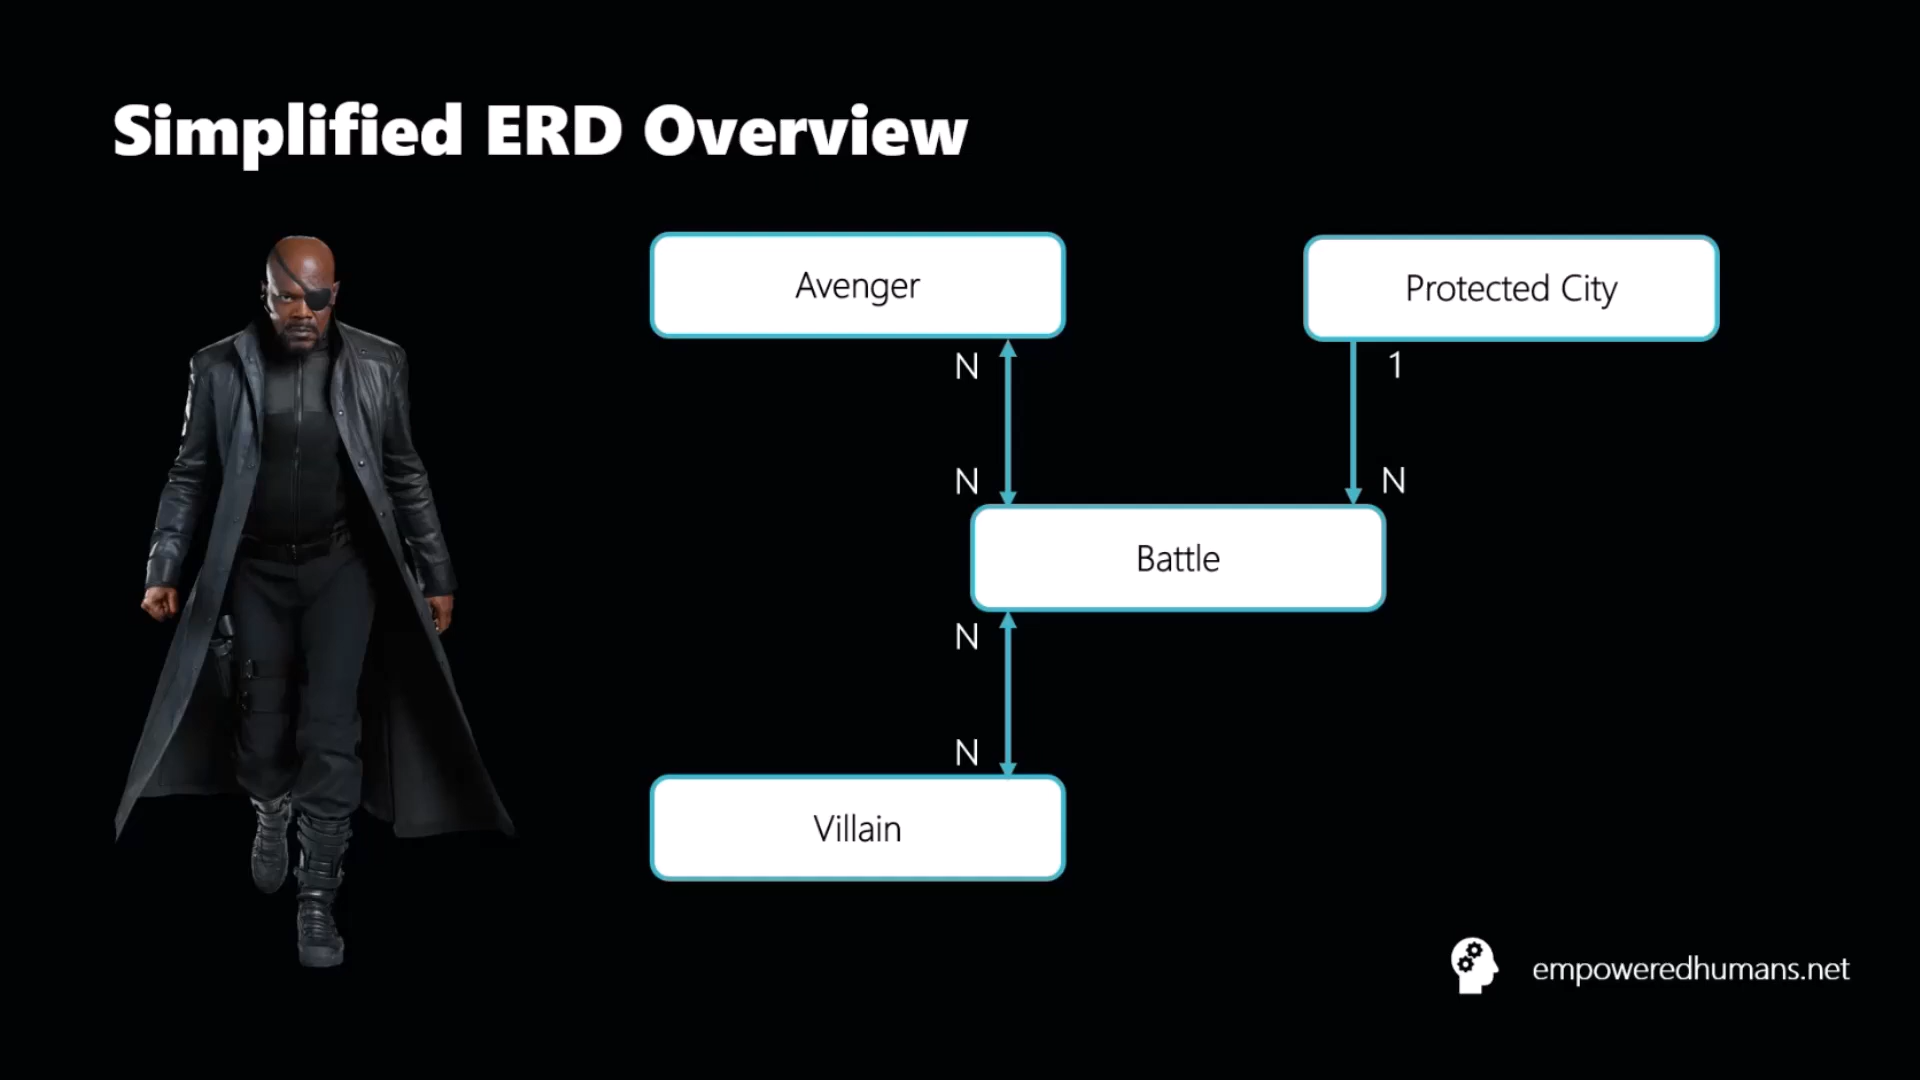 Simplified ERD Overview
Avenger
Protected City
N
1
N
N
Battle
N
N
Villain
empoweredhumans.net